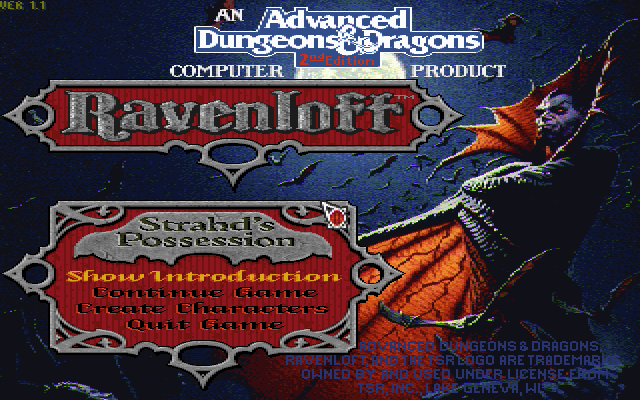 VER 1.1
AN Advanced
Dungeons & Dragons
2nd Edition
COMPUTER PRODUCT
Ravenloft™
Strahd's
Possession
Show Introduction
Continue Game
Create Characters
Quit Game
ADVANCED DUNGEONS & DRAGONS,
RAVENLOFT AND THE TSR LOGO ARE TRADEMARKS
OWNED BY AND USED UNDER LICENSE FROM
TSR, INC., LAKE GENEVA, WI.